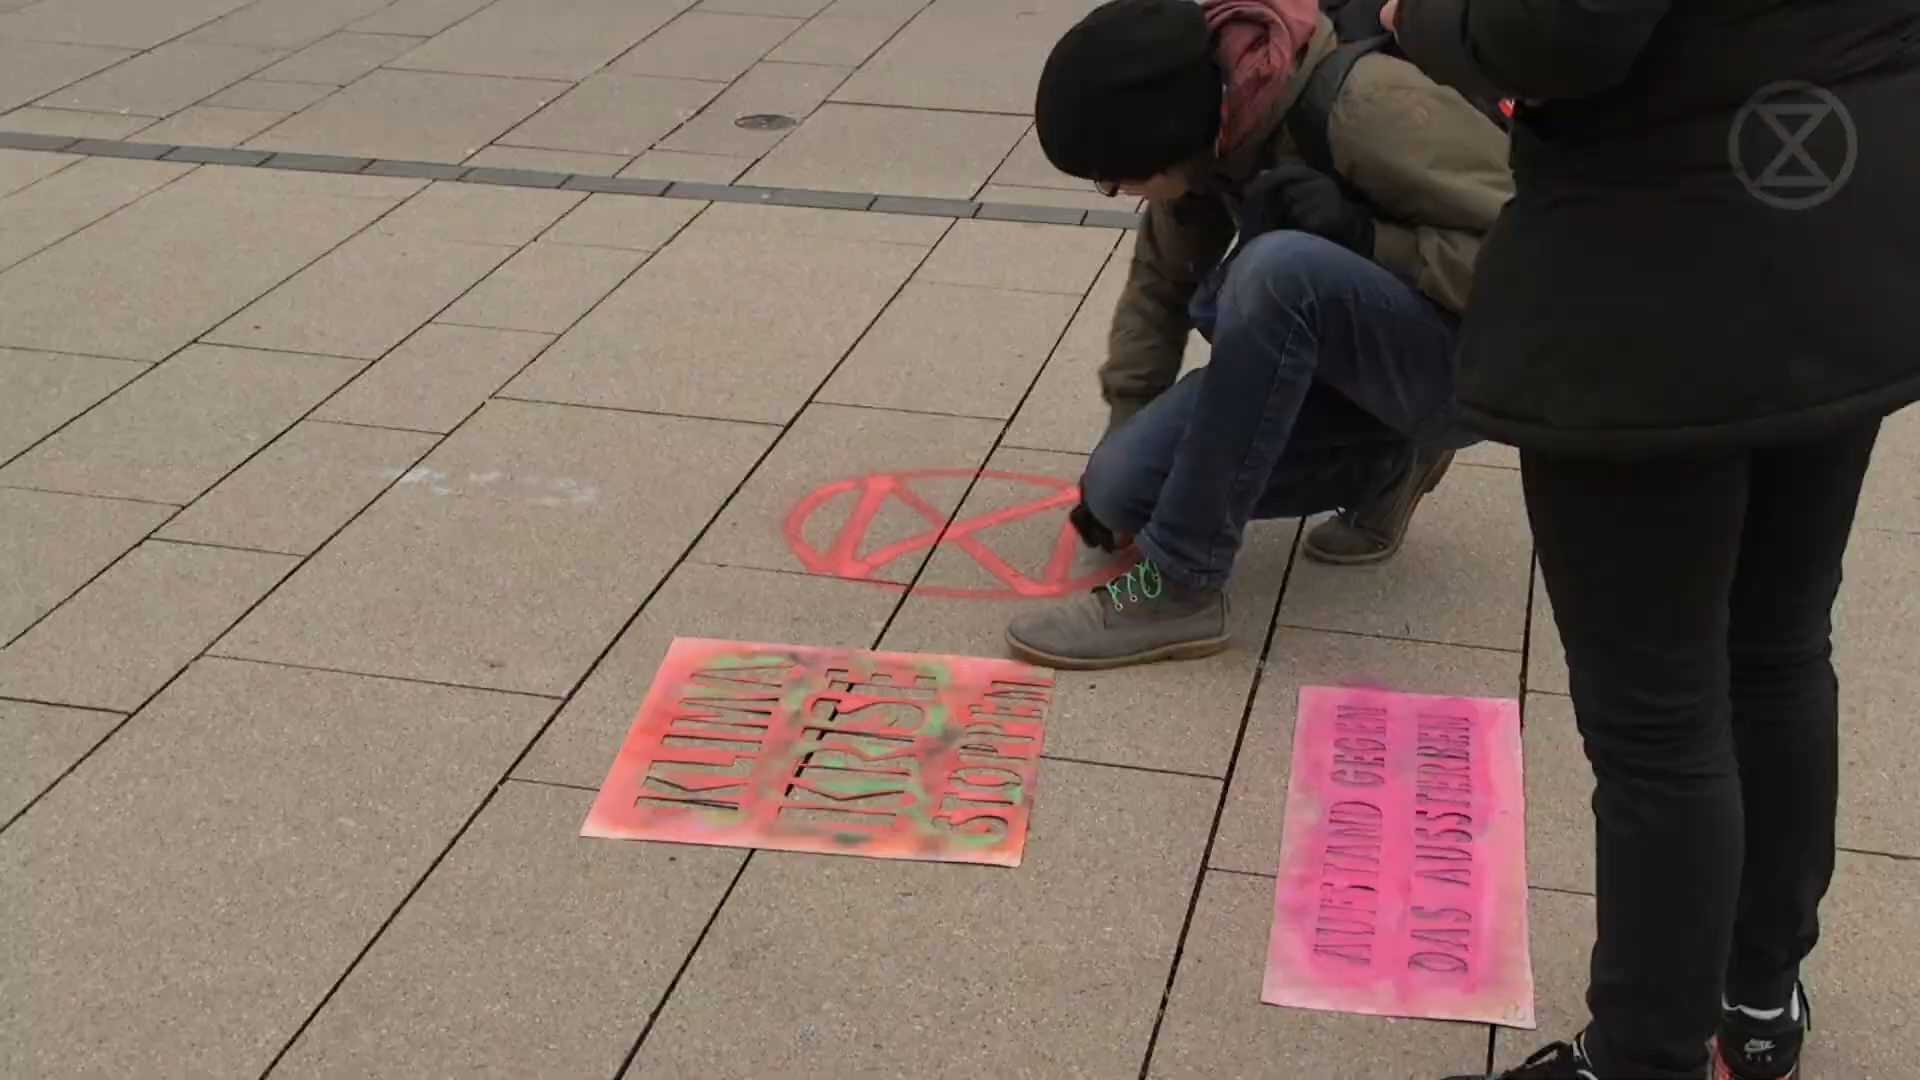 KLIMA
KRISE
STOPPEN
AUFSTAND GEGEN
DAS AUSSTERBEN